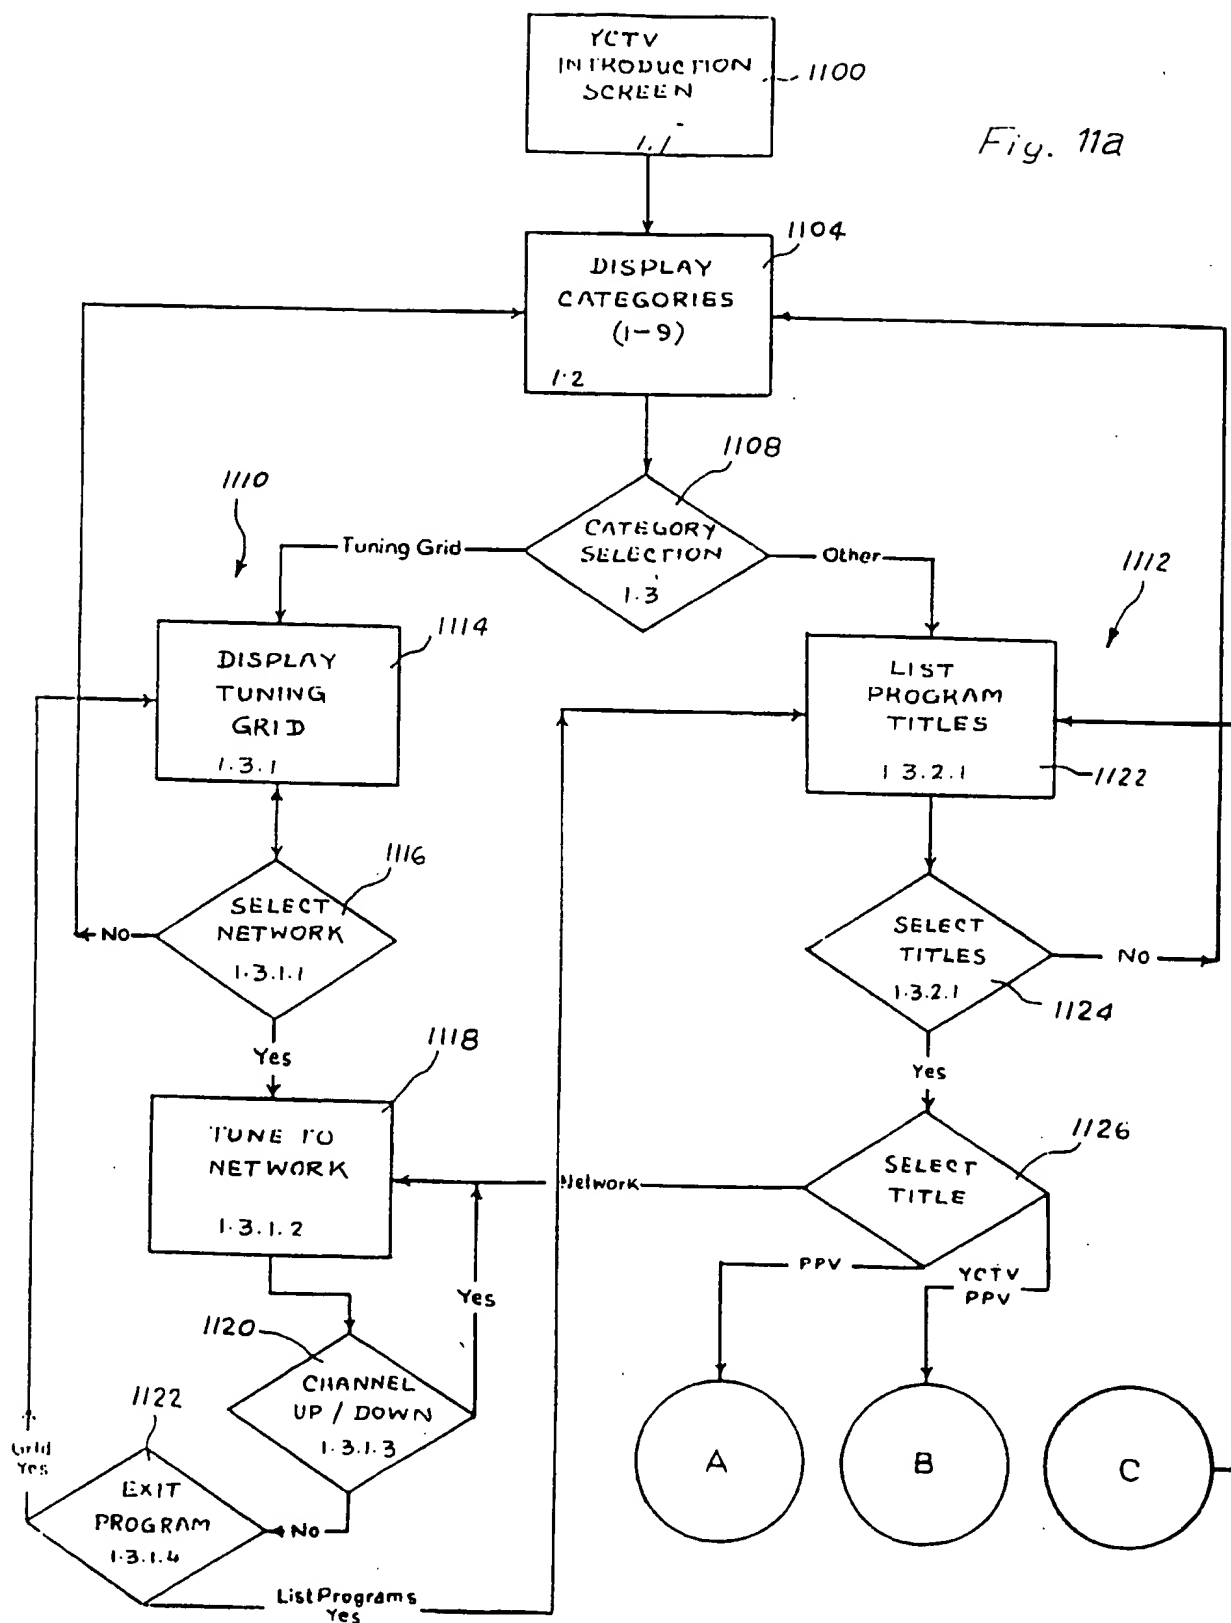 YCTV
INTRODUCTION
SCREEN
1.1
1100
Fig. 11a
1104
DISPLAY
CATEGORIES
(1-9)
1.2
1108
1110
CATEGORY
SELECTION
1.3
Tuning Grid
Other
1112
1114
DISPLAY
TUNING
GRID
1.3.1
LIST
PROGRAM
TITLES
1.3.2.1
1122
1116
SELECT
NETWORK
1.3.1.1
NO
SELECT
TITLES
1.3.2.1
NO
1124
Yes
Yes
1118
TUNE TO
NETWORK
1.3.1.2
1126
SELECT
TITLE
Network
PPV
YCTV
PPV
Yes
1120
CHANNEL
UP / DOWN
1.3.1.3
1122
Grid
Yes
EXIT
PROGRAM
1.3.1.4
No
List Programs
Yes
A
B
C